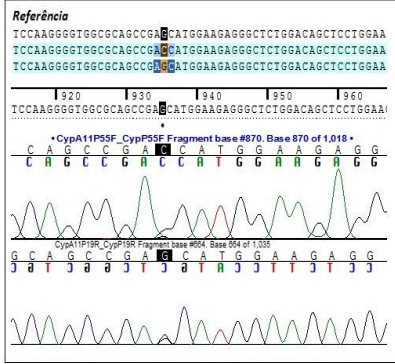 Referência
TCCAAGGGGTGGCGCAGCCGAGCATGGAAGAGGGCTCTGGACAGCTCCTGGAA
TCCAAGGGGTGGCGCAGCCGACCATGGAAGAGGGCTCTGGACAGCTCCTGGAA
TCCAAGGGGTGGCGCAGCCGAGCATGGAAGAGGGCTCTGGACAGCTCCTGGAA
920 930 940 950 960
TCCAAGGGGTGGCGCAGCCGAGCATGGAAGAGGGCTCTGGACAGCTCCTGGAA
•CypA11P55F_CypP55F Fragment base #870. Base 870 of 1,018•
C A G C C G A C C A T G G A A G A G G
C A G C C G A C C A T G G A A G A G G
CypA11P19R_CypP19R Fragment base #664. Base 664 of 1,035
G C A G C C G A G C A T G G A A G A G G